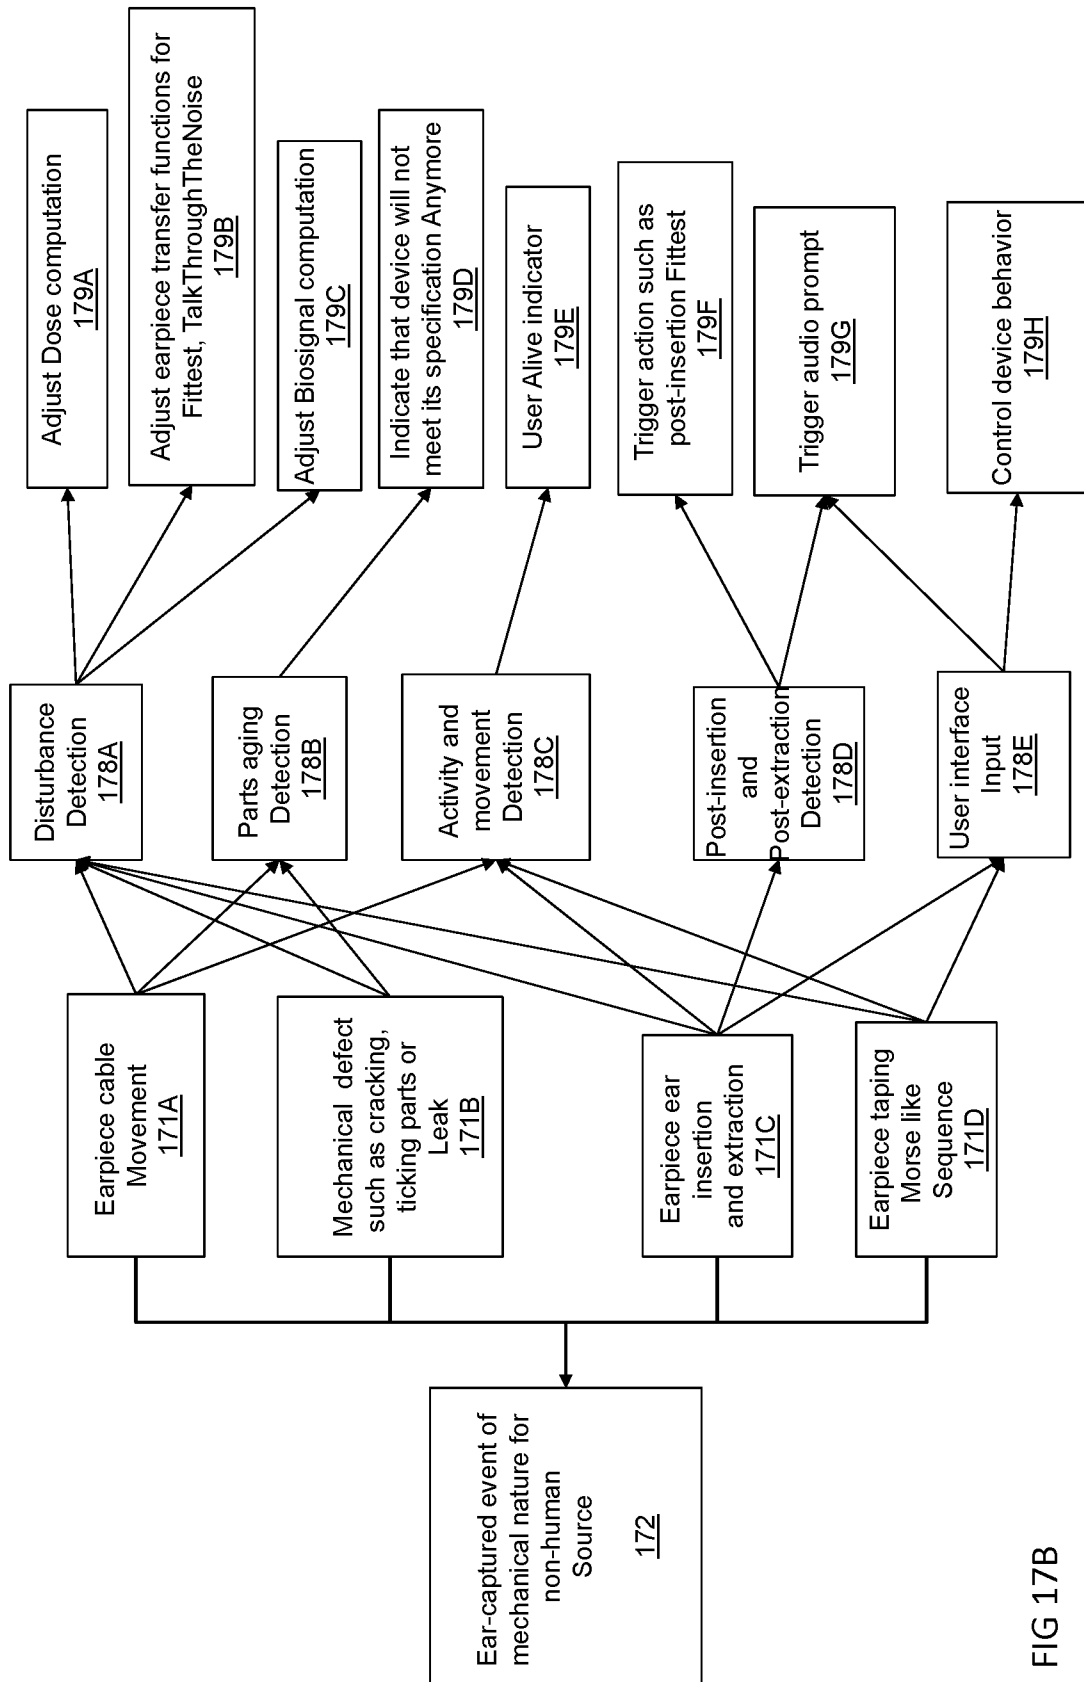 Ear-captured event of
mechanical nature for
non-human
Source
172
Earpiece cable
Movement
171A
Mechanical defect
such as cracking,
ticking parts or
Leak
171B
Earpiece ear
insertion
and extraction
171C
Earpiece taping
Morse like
Sequence
171D
Disturbance
Detection
178A
Parts aging
Detection
178B
Activity and
movement
Detection
178C
Post-insertion
and
Post-extraction
Detection
178D
User interface
Input
178E
Adjust Dose computation
179A
Adjust earpiece transfer functions for
Fittest, TalkThroughTheNoise
179B
Adjust Biosignal computation
179C
Indicate that device will not
meet its specification Anymore
179D
User Alive indicator
179E
Trigger action such as
post-insertion Fittest
179F
Trigger audio prompt
179G
Control device behavior
179H
FIG 17B